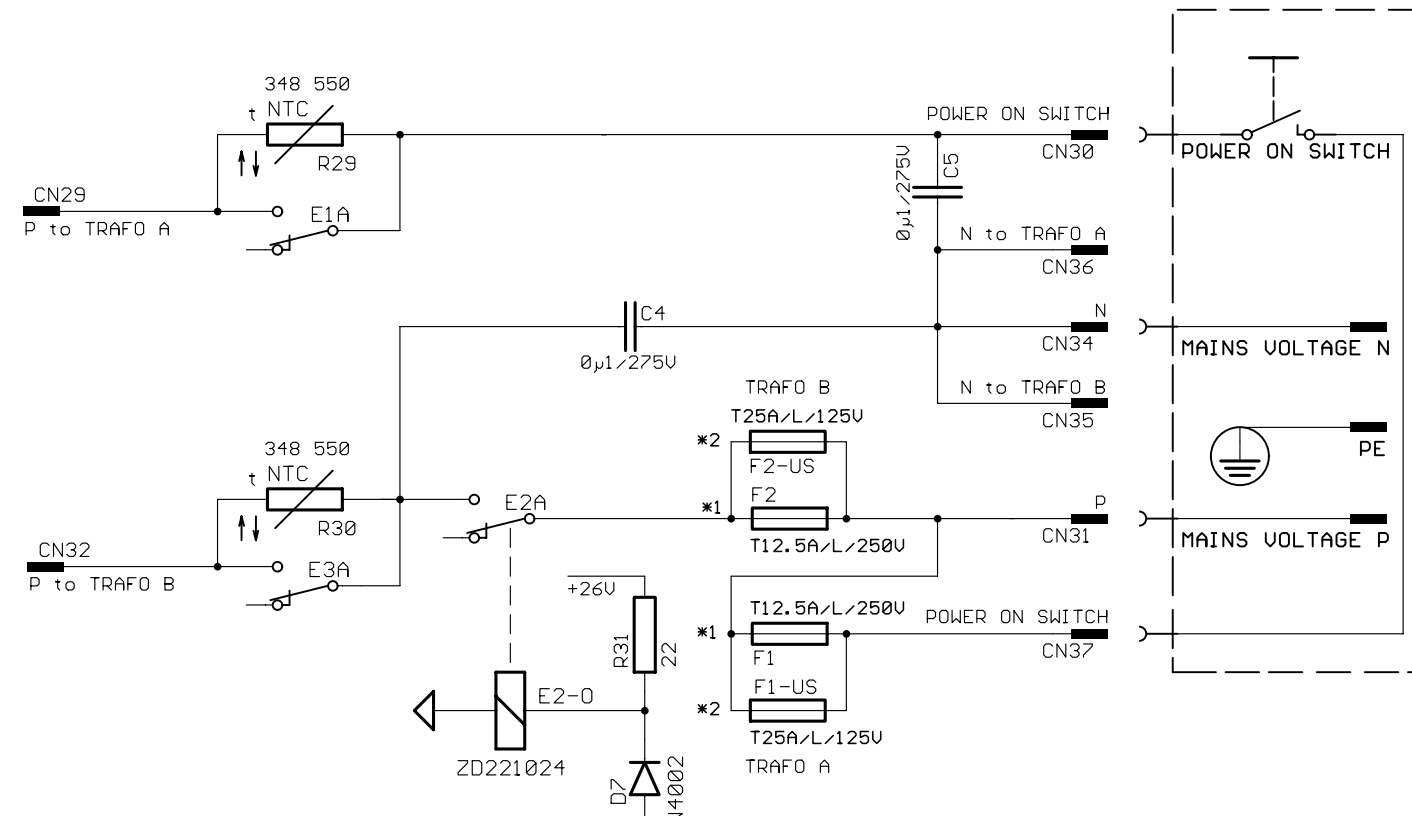 348 550
t NTC
R29
CN29
P to TRAFO A
E1A
POWER ON SWITCH
CN30
C5
0µ1/275V
N to TRAFO A
CN36
POWER ON SWITCH
C4
0µ1/275V
N
CN34
MAINS VOLTAGE N
N to TRAFO B
CN35
PE
348 550
t NTC
R30
CN32
P to TRAFO B
E3A
E2A
TRAFO B
T25A/L/125V
*2
F2-US
*1
F2
T12.5A/L/250V
P
CN31
MAINS VOLTAGE P
+26V
R31
22
T12.5A/L/250V
*1
F1
POWER ON SWITCH
CN37
F1-US
*2
T25A/L/125V
TRAFO A
E2-O
ZD221024
D7
N4002